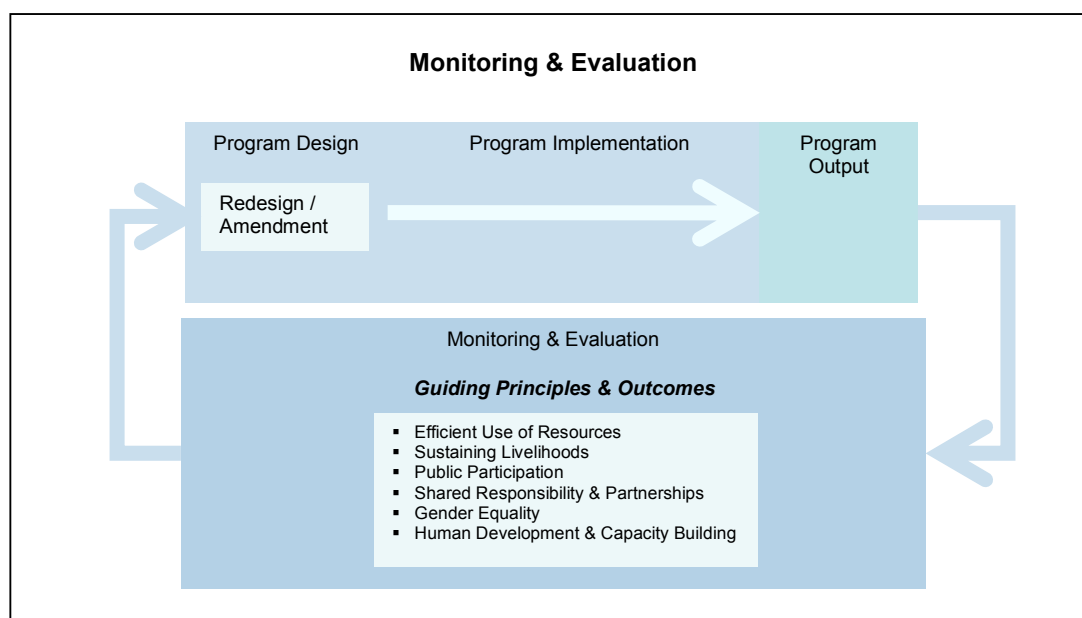 Monitoring & Evaluation
Program Design
Program Implementation
Program
Output
Redesign /
Amendment
Monitoring & Evaluation
Guiding Principles & Outcomes
▪ Efficient Use of Resources
▪ Sustaining Livelihoods
▪ Public Participation
▪ Shared Responsibility & Partnerships
▪ Gender Equality
▪ Human Development & Capacity Building